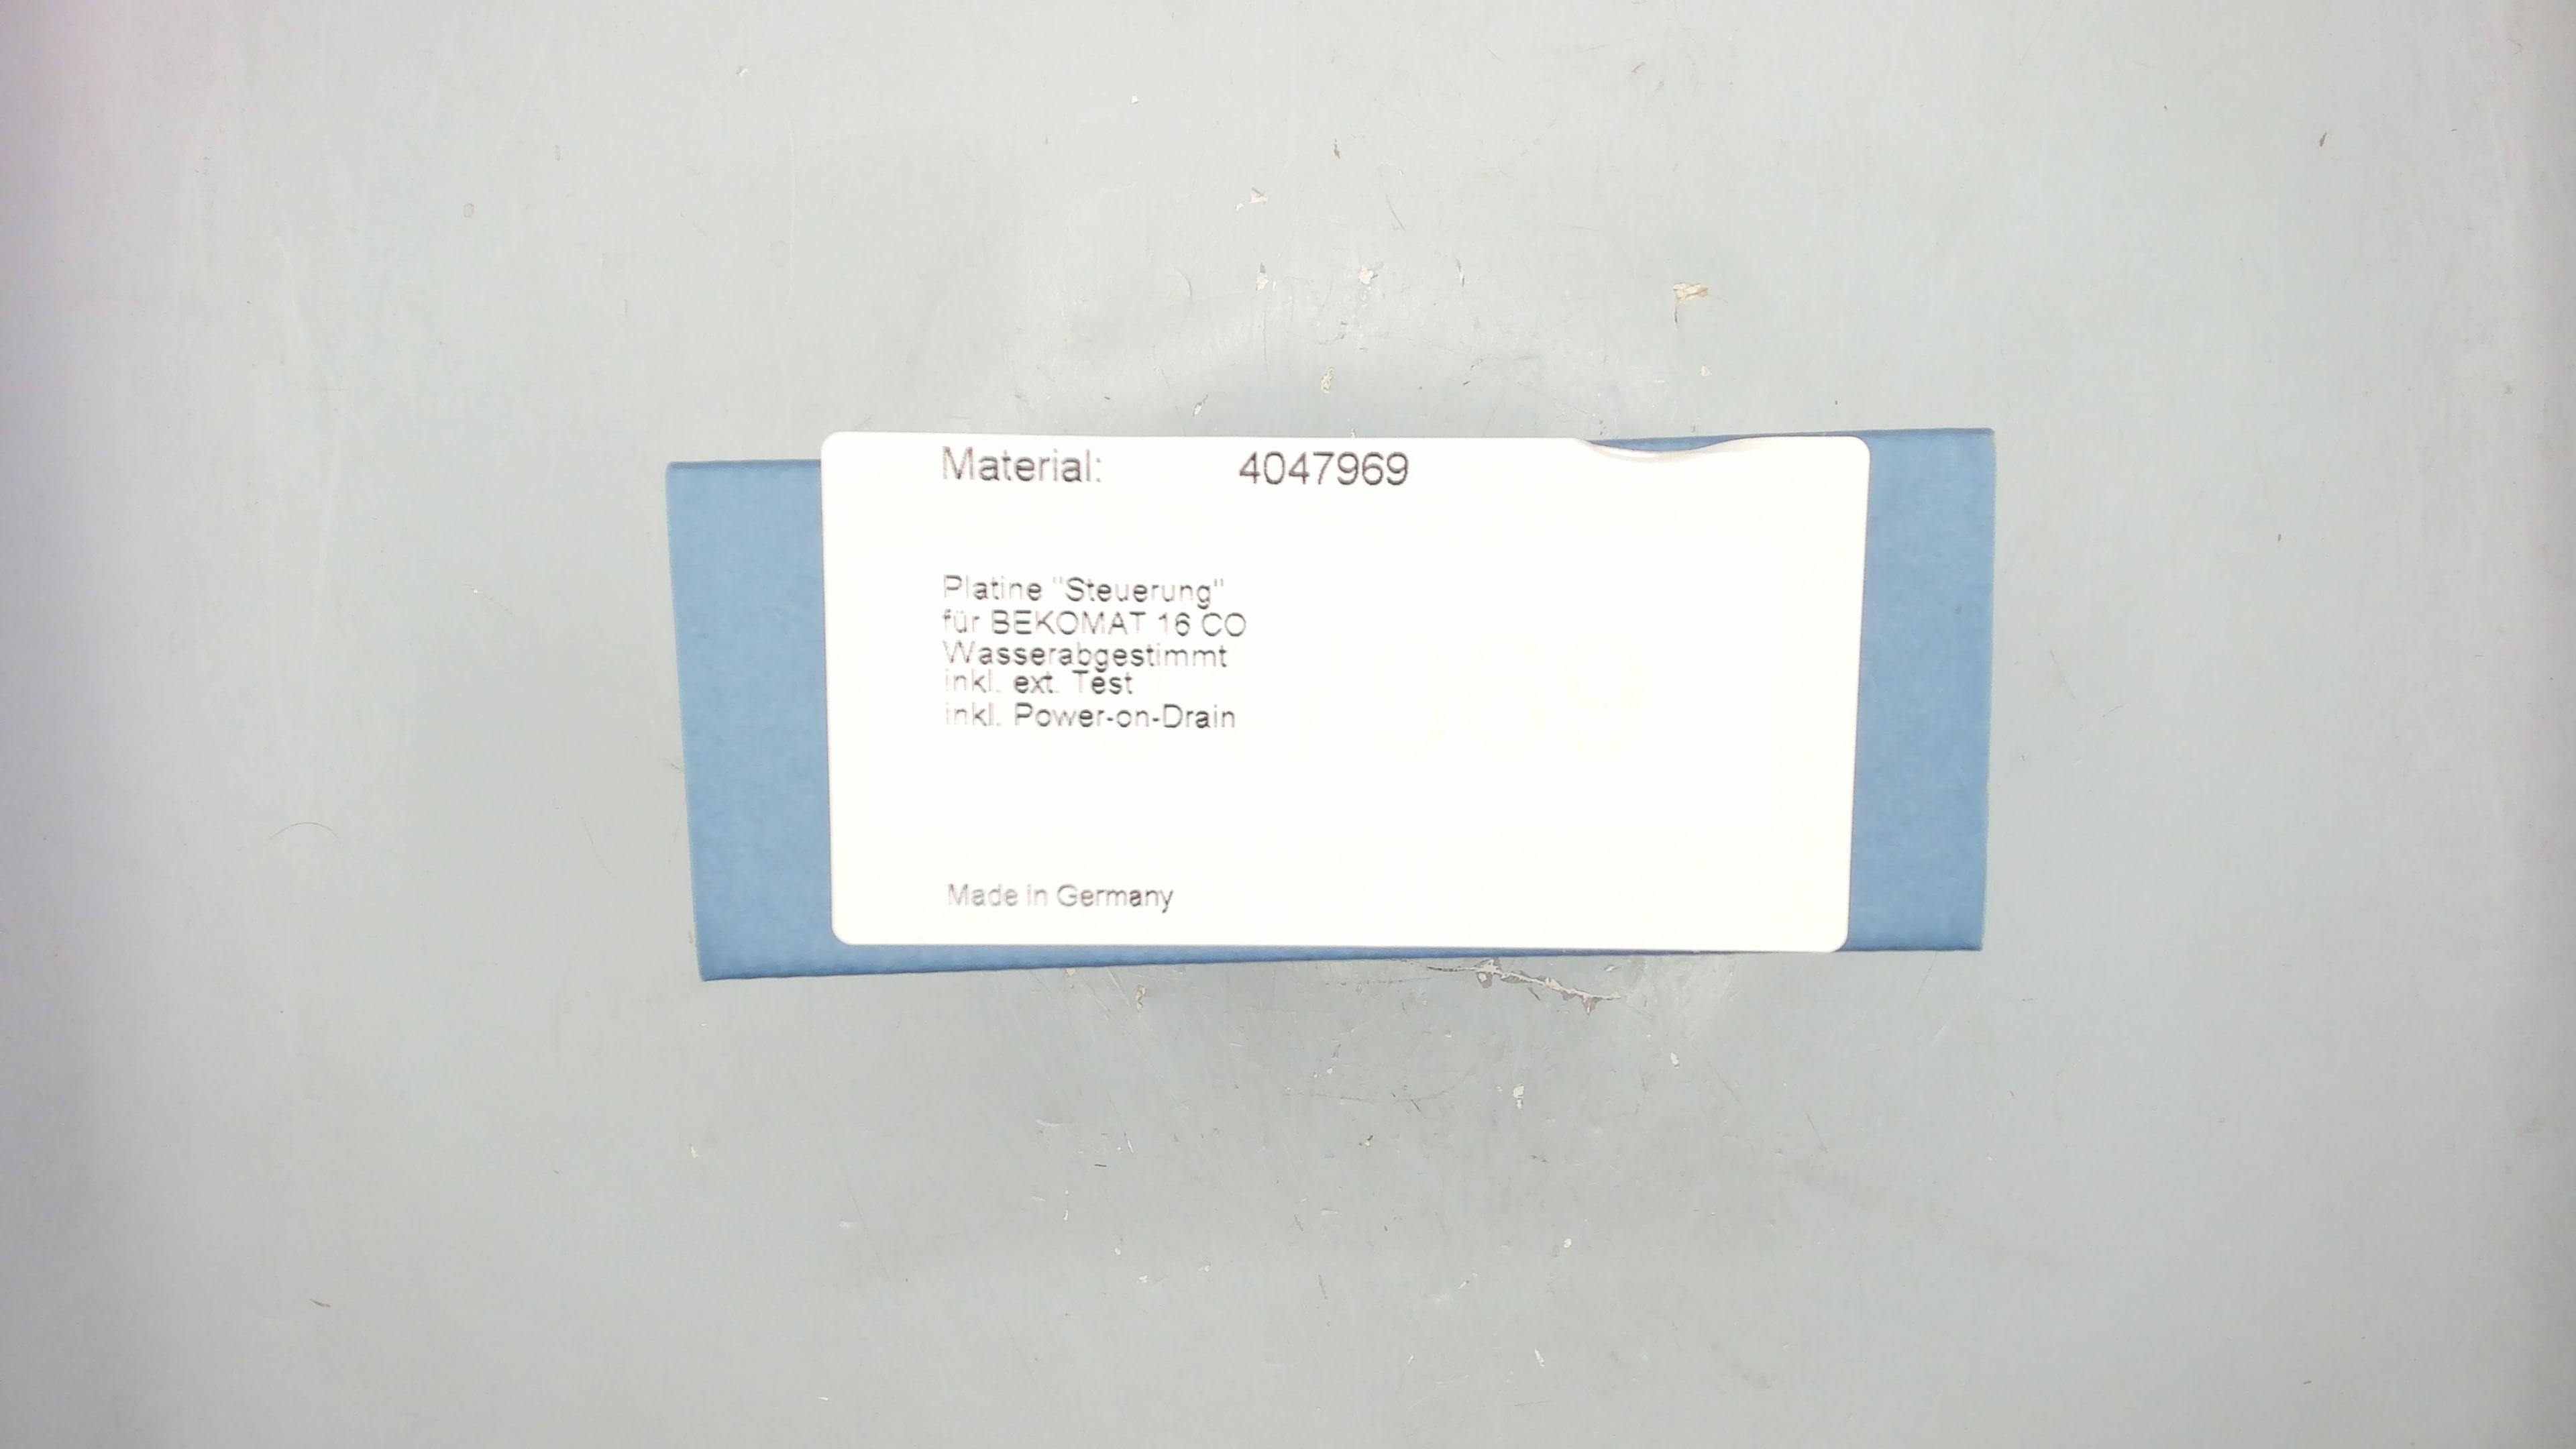 Material: 4047969
Platine "Steuerung"
für BEKOMAT 16 CO
Wasserabgestimmt
inkl. ext. Test
inkl. Power-on-Drain
Made in Germany